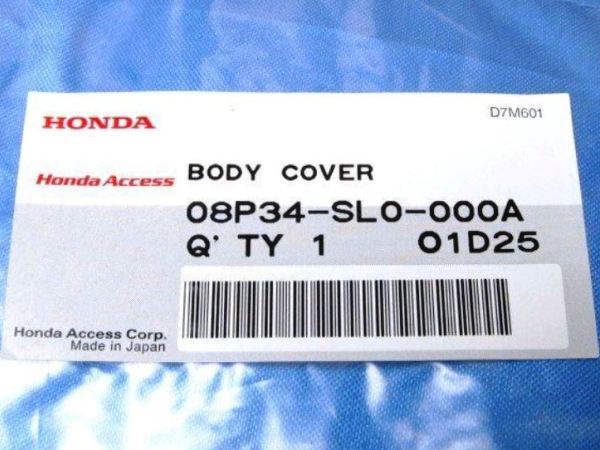 HONDA
D7M601
Honda Access
BODY COVER
08P34-SL0-000A
Q'TY 1 01D25
Honda Access Corp.
Made in Japan